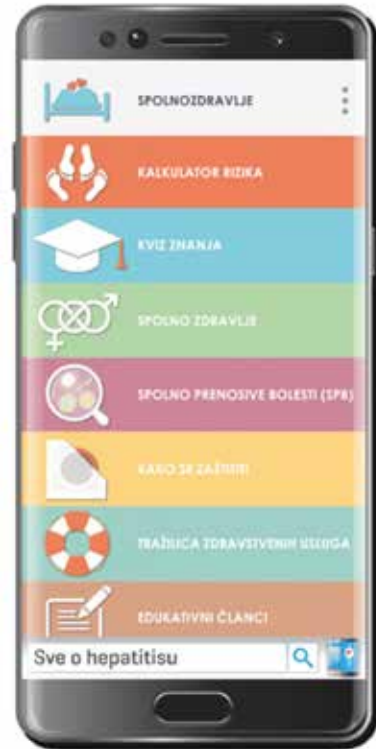 SPOLNOZDRAVLJE
KALKULATOR RIZIKA
KVIZ ZNANJA
SPOLNO ZDRAVLJE
SPOLNO PRENOSIVE BOLESTI (SPB)
KAKO SE ZAŠTITI
TRAŽILICA ZDRAVSTVENIH USLUGA
EDUKATIVNI ČLANCI
Sve o hepatitisu